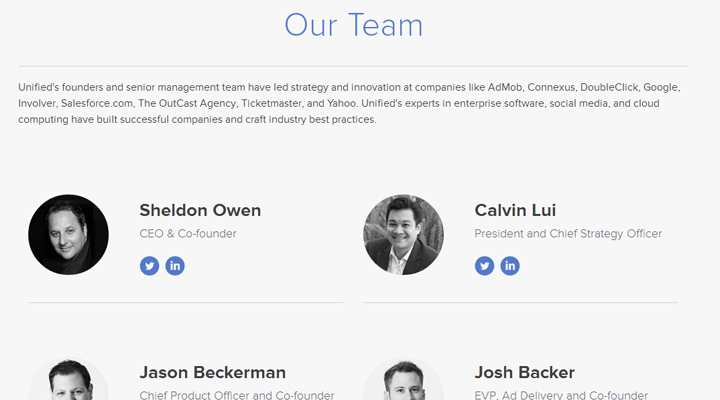 Our Team
Unified's founders and senior management team have led strategy and innovation at companies like AdMob, Connexus, DoubleClick, Google,
Involver, Salesforce.com, The OutCast Agency, Ticketmaster, and Yahoo. Unified's experts in enterprise software, social media, and cloud
computing have built successful companies and craft industry best practices.
Sheldon Owen
CEO & Co-founder
in
Calvin Lui
President and Chief Strategy Officer
in
Jason Beckerman
Chief Product Officer and Co-founder
Josh Backer
EVP, Ad Delivery and Co-founder